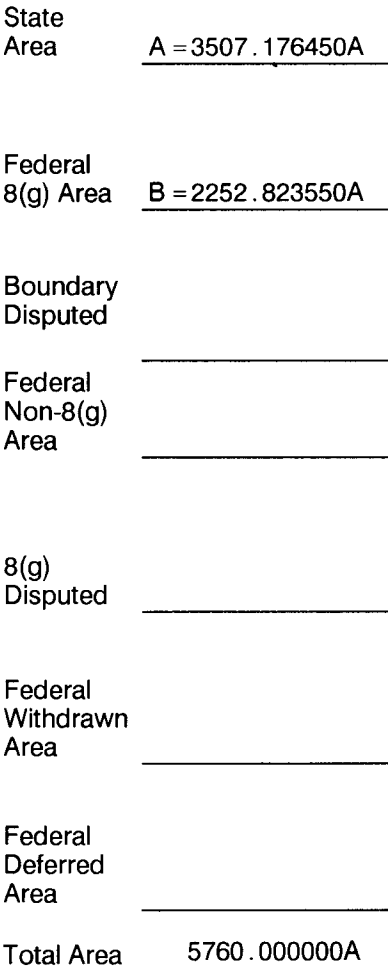 State
Area A = 3507.176450A
Federal
8(g) Area B = 2252.823550A
Boundary
Disputed
Federal
Non-8(g)
Area
8(g)
Disputed
Federal
Withdrawn
Area
Federal
Deferred
Area
Total Area 5760.000000A